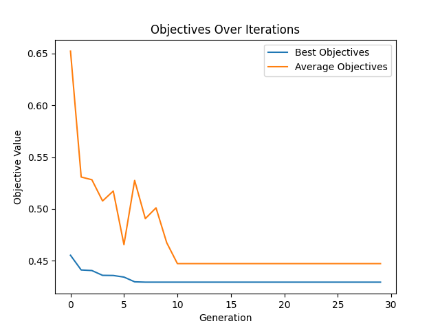 Objectives Over Iterations
Best Objectives
Average Objectives
Objective Value
0.65
0.60
0.55
0.50
0.45
0 5 10 15 20 25 30
Generation